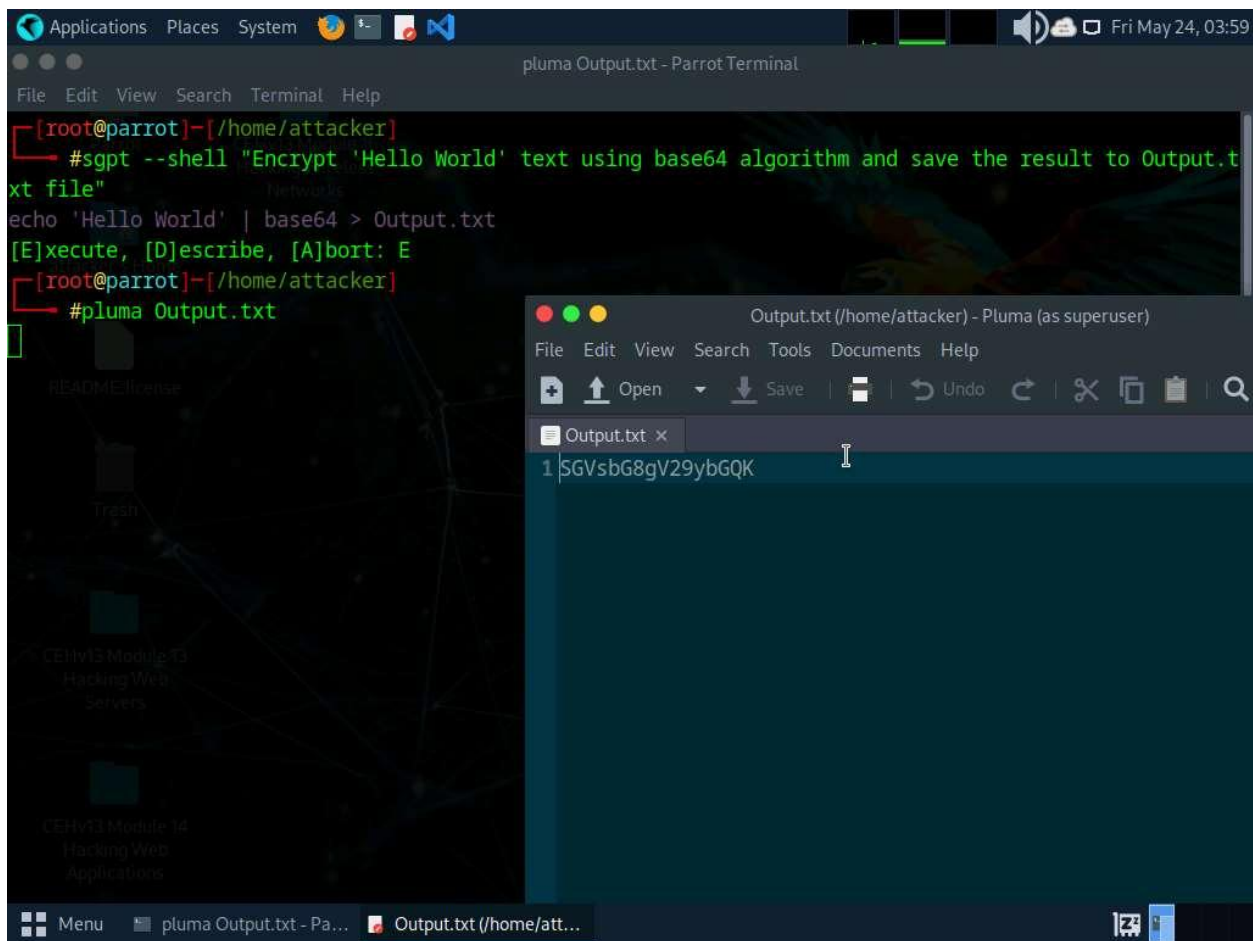 Applications Places System Fri May 24, 03:59
pluma Output.txt - Parrot Terminal
File Edit View Search Terminal Help
[root@parrot]-[/home/attacker]
#sgpt --shell "Encrypt 'Hello World' text using base64 algorithm and save the result to Output.t
xt file"
Networks
echo 'Hello World' | base64 > Output.txt
[E]xecute, [D]escribe, [A]bort: E
[root@parrot]-[/home/attacker]
#pluma Output.txt
README.license
Trash
CEHv13 Module 13
Hacking Web
Servers
CEHv13 Module 14
Hacking Web
Applications
Output.txt (/home/attacker) - Pluma (as superuser)
File Edit View Search Tools Documents Help
Open Save Undo
Output.txt
1 SGVsbG8gV29ybGQK
Menu pluma Output.txt - Pa... Output.txt (/home/att...